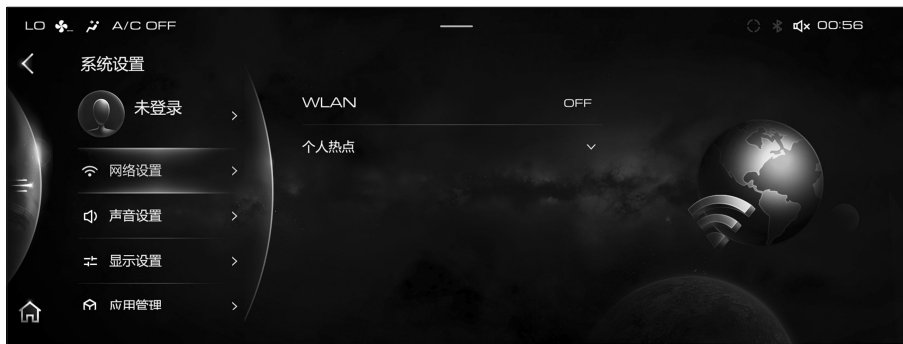 LO A/C OFF 00:56
系统设置
未登录
WLAN OFF
个人热点
网络设置
声音设置
显示设置
应用管理